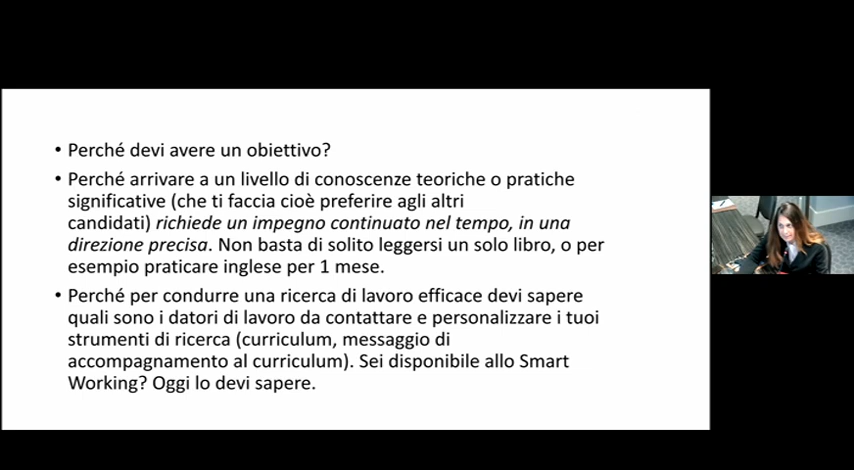 • Perché devi avere un obiettivo?
• Perché arrivare a un livello di conoscenze teoriche o pratiche
significative (che ti faccia cioè preferire agli altri
candidati) richiede un impegno continuato nel tempo, in una
direzione precisa. Non basta di solito leggersi un solo libro, o per
esempio praticare inglese per 1 mese.
• Perché per condurre una ricerca di lavoro efficace devi sapere
quali sono i datori di lavoro da contattare e personalizzare i tuoi
strumenti di ricerca (curriculum, messaggio di
accompagnamento al curriculum). Sei disponibile allo Smart
Working? Oggi lo devi sapere.